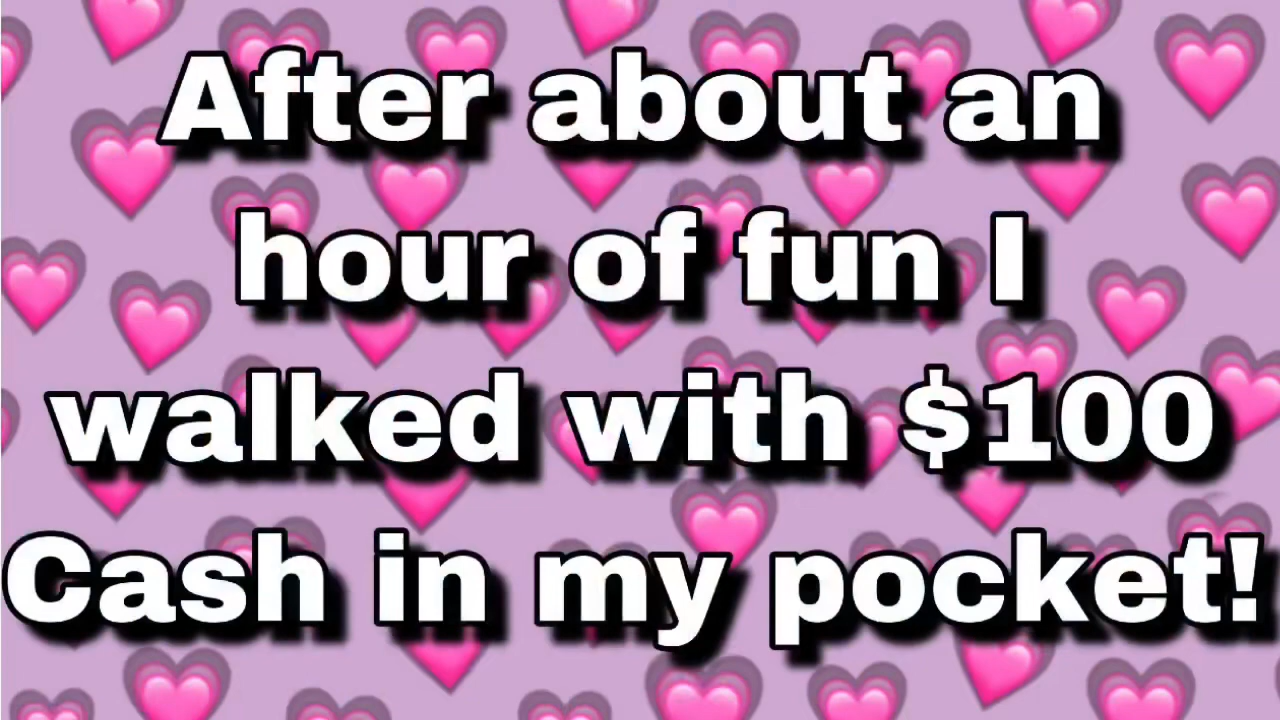 After about an
hour of fun I
walked with $100
Cash in my pocket!